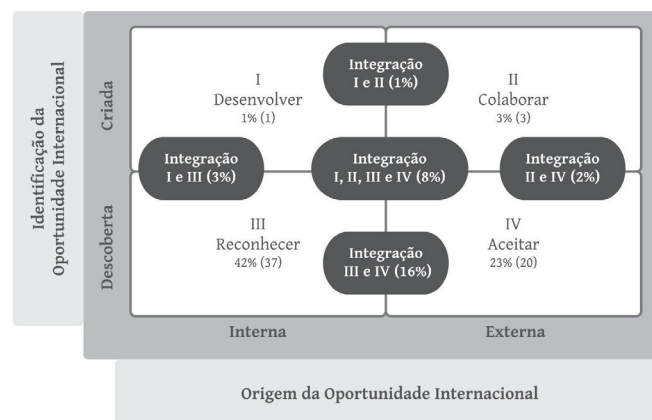 Identificação da
Oportunidade Internacional
Criada
Descoberta
I
Desenvolver
1% (1)
Integração
I e II (1%)
II
Colaborar
3% (3)
Integração
I e III (3%)
Integração
I, II, III e IV (8%)
Integração
II e IV (2%)
III
Reconhecer
42% (37)
Integração
III e IV (16%)
IV
Aceitar
23% (20)
Interna
Externa
Origem da Oportunidade Internacional